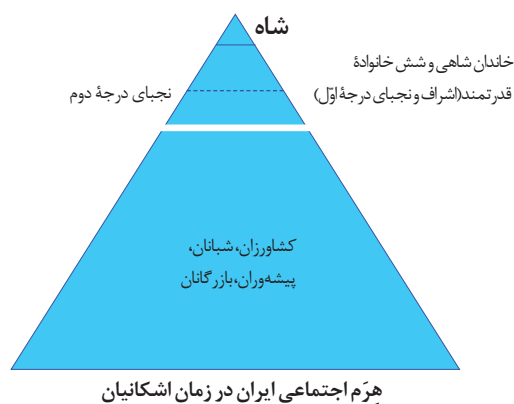 شاه
خاندان شاهی و شش خانوادهٔ
قدرتمند(اشراف و نجبای درجهٔ اوّل)
نجبای درجهٔ دوم
کشاورزان، شبانان،
پیشه‌وران، بازرگانان
هِرَم اجتماعی ایران در زمان اشکانیان